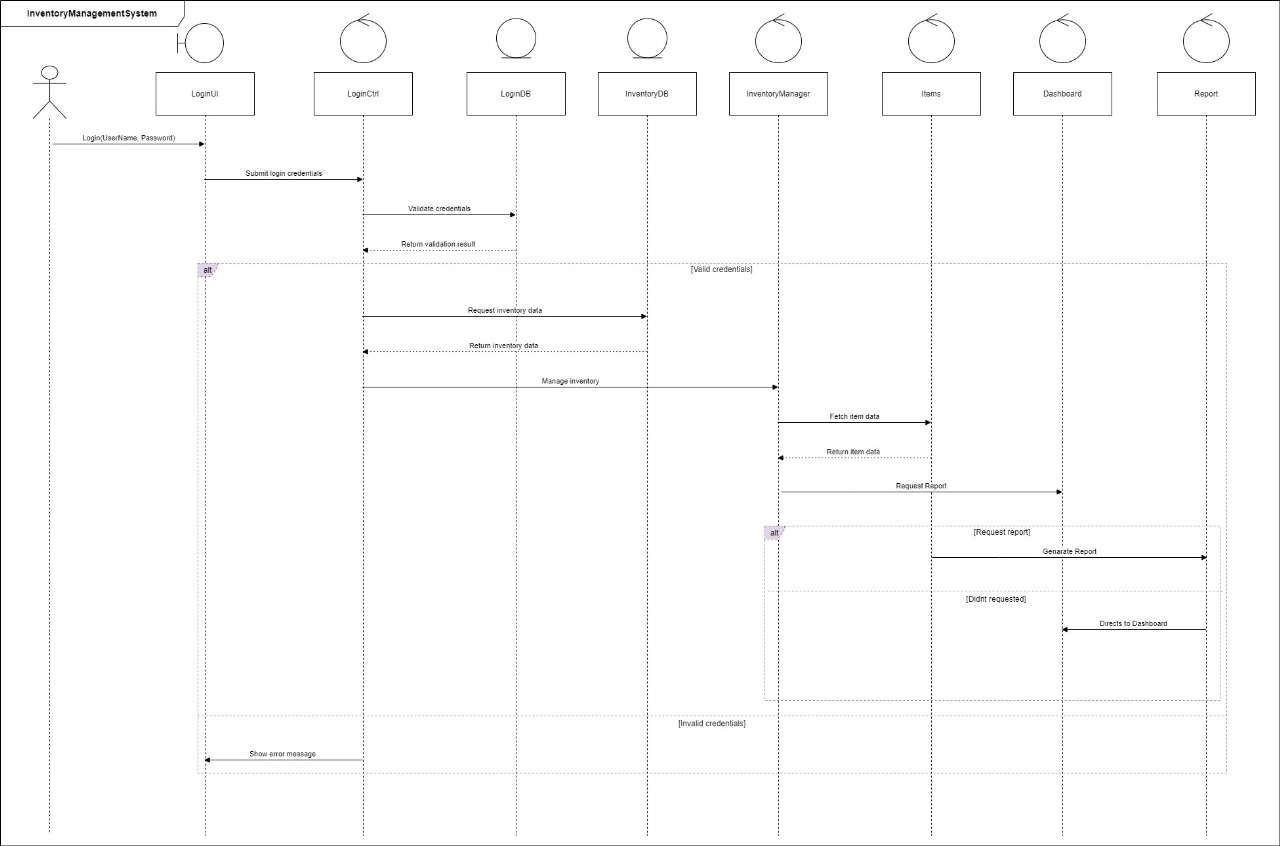 InventoryManagementSystem
LoginUI
LoginCtrl
LoginDB
InventoryDB
InventoryManager
Items
Dashboard
Report
Login(UserName, Password)
Submit login credentials
Validate credentials
Return validation result
alt
[Valid credentials]
Request inventory data
Return inventory data
Manage inventory
Fetch item data
Return item data
Request Report
alt
[Request report]
Genarate Report
[Didnt requested]
Directs to Dashboard
[Invalid credentials]
Show error message